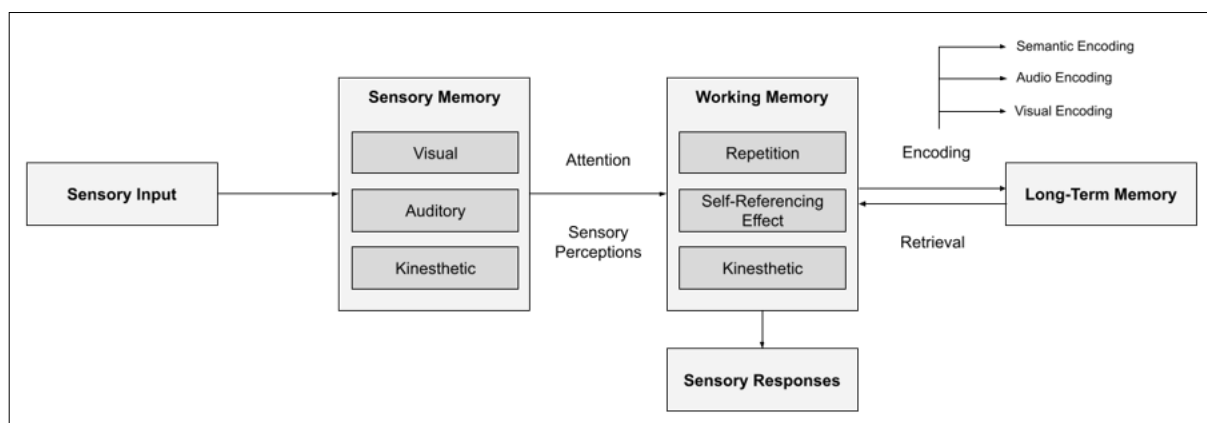 Sensory Input
Sensory Memory
Visual
Auditory
Kinesthetic
Attention
Sensory
Perceptions
Working Memory
Repetition
Self-Referencing
Effect
Kinesthetic
Sensory Responses
Semantic Encoding
Audio Encoding
Visual Encoding
Encoding
Retrieval
Long-Term Memory